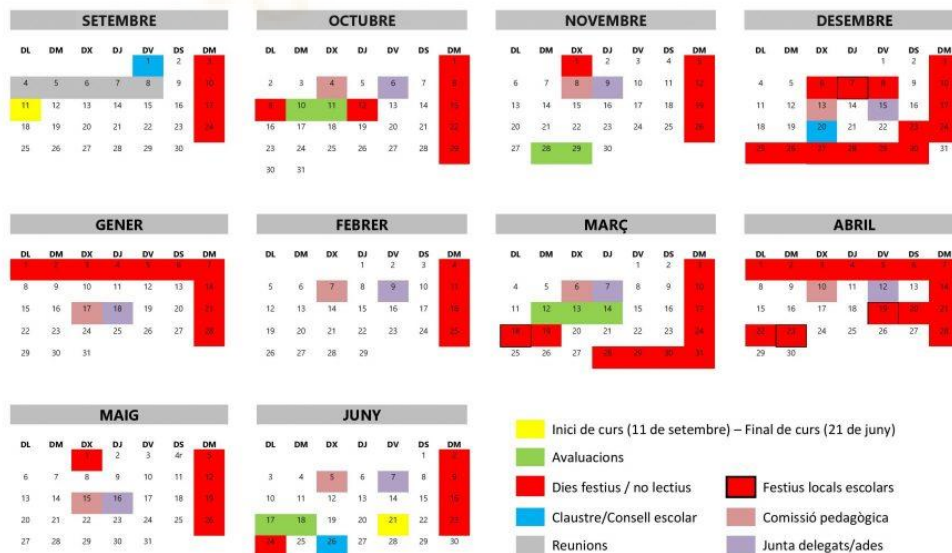 SETEMBRE
DL DM DX DJ DV DS DM
1 2 3
4 5 6 7 8 9 10
11 12 13 14 15 16 17
18 19 20 21 22 23 24
25 26 27 28 29 30
OCTUBRE
DL DM DX DJ DV DS DM
1
2 3 4 5 6 7 8
9 10 11 12 13 14 15
16 17 18 19 20 21 22
23 24 25 26 27 28 29
30 31
NOVEMBRE
DL DM DX DJ DV DS DM
1 2 3 4 5
6 7 8 9 10 11 12
13 14 15 16 17 18 19
20 21 22 23 24 25 26
27 28 29 30
DESEMBRE
DL DM DX DJ DV DS DM
1 2 3
4 5 6 7 8 9 10
11 12 13 14 15 16 17
18 19 20 21 22 23 24
25 26 27 28 29 30 31
GENER
DL DM DX DJ DV DS DM
1 2 3 4 5 6 7
8 9 10 11 12 13 14
15 16 17 18 19 20 21
22 23 24 25 26 27 28
29 30 31
FEBRER
DL DM DX DJ DV DS DM
1 2 3 4
5 6 7 8 9 10 11
12 13 14 15 16 17 18
19 20 21 22 23 24 25
26 27 28 29
MARÇ
DL DM DX DJ DV DS DM
1 2 3
4 5 6 7 8 9 10
11 12 13 14 15 16 17
18 19 20 21 22 23 24
25 26 27 28 29 30 31
ABRIL
DL DM DX DJ DV DS DM
1 2 3 4 5 6 7
8 9 10 11 12 13 14
15 16 17 18 19 20 21
22 23 24 25 26 27 28
29 30
MAIG
DL DM DX DJ DV DS DM
1 2 3 4r 5
6 7 8 9 10 11 12
13 14 15 16 17 18 19
20 21 22 23 24 25 26
27 28 29 30 31
JUNY
DL DM DX DJ DV DS DM
1 2
3 4 5 6 7 8 9
10 11 12 13 14 15 16
17 18 19 20 21 22 23
24 25 26 27 28 29 30
Inici de curs (11 de setembre) – Final de curs (21 de juny)
Avaluacions
Dies festius / no lectius
Festius locals escolars
Claustre/Consell escolar
Comissió pedagògica
Reunions
Junta delegats/ades